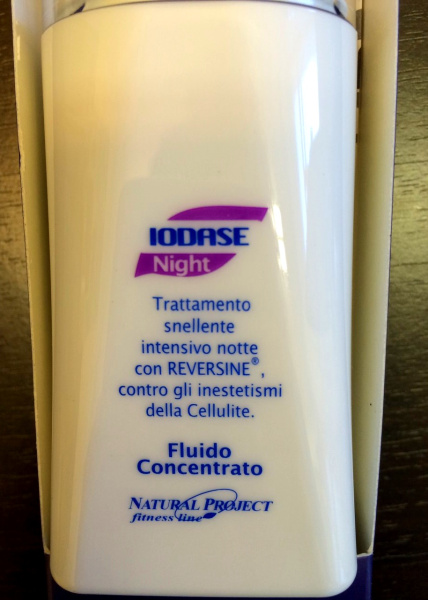 IODASE
Night
Trattamento
snellente
intensivo notte
con REVERSINE®,
contro gli inestetismi
della Cellulite.
Fluido
Concentrato
NATURAL PROJECT
fitness line